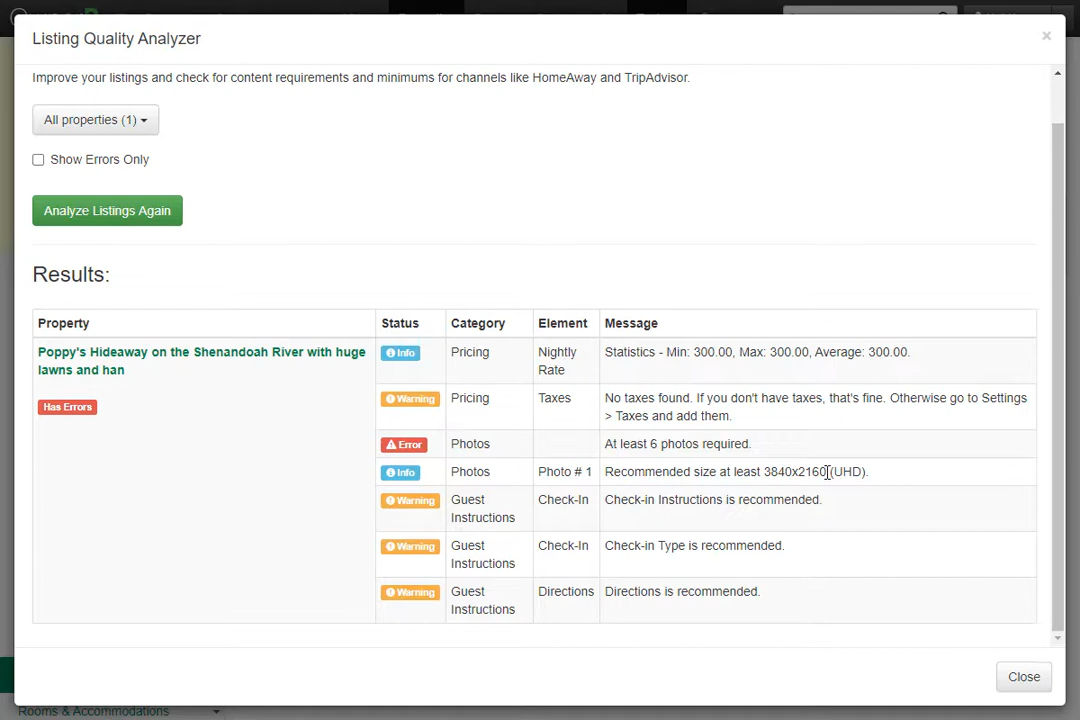 Listing Quality Analyzer
×
Improve your listings and check for content requirements and minimums for channels like HomeAway and TripAdvisor.
All properties (1)
Show Errors Only
Analyze Listings Again
Results:
Property Status Category Element Message
Poppy's Hideaway on the Shenandoah River with huge
lawns and han
Has Errors
Info Pricing Nightly
Rate
Statistics - Min: 300.00, Max: 300.00, Average: 300.00.
Warning Pricing Taxes
No taxes found. If you don't have taxes, that's fine. Otherwise go to Settings
> Taxes and add them.
Error Photos At least 6 photos required.
Info Photos Photo # 1 Recommended size at least 3840x2160 (UHD).
Warning Guest
Instructions
Check-In Check-in Instructions is recommended.
Warning Guest
Instructions
Check-In Check-in Type is recommended.
Warning Guest
Instructions
Directions Directions is recommended.
Close
Rooms & Accommodations